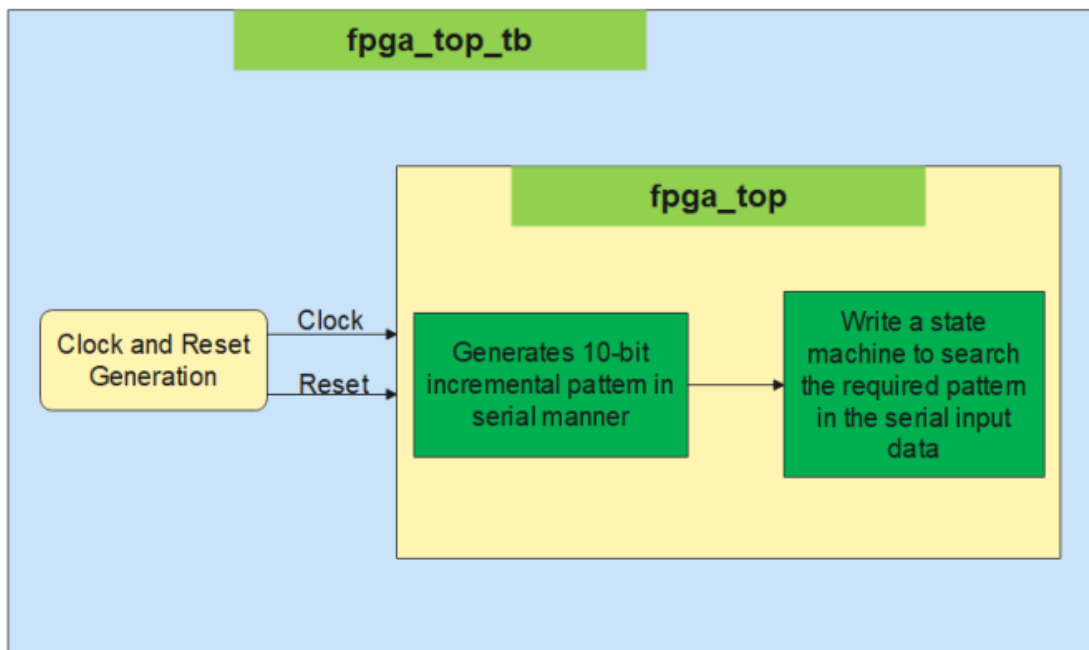 fpga_top_tb
fpga_top
Clock and Reset
Generation
Clock
Reset
Generates 10-bit
incremental pattern in
serial manner
Write a state
machine to search
the required pattern
in the serial input
data